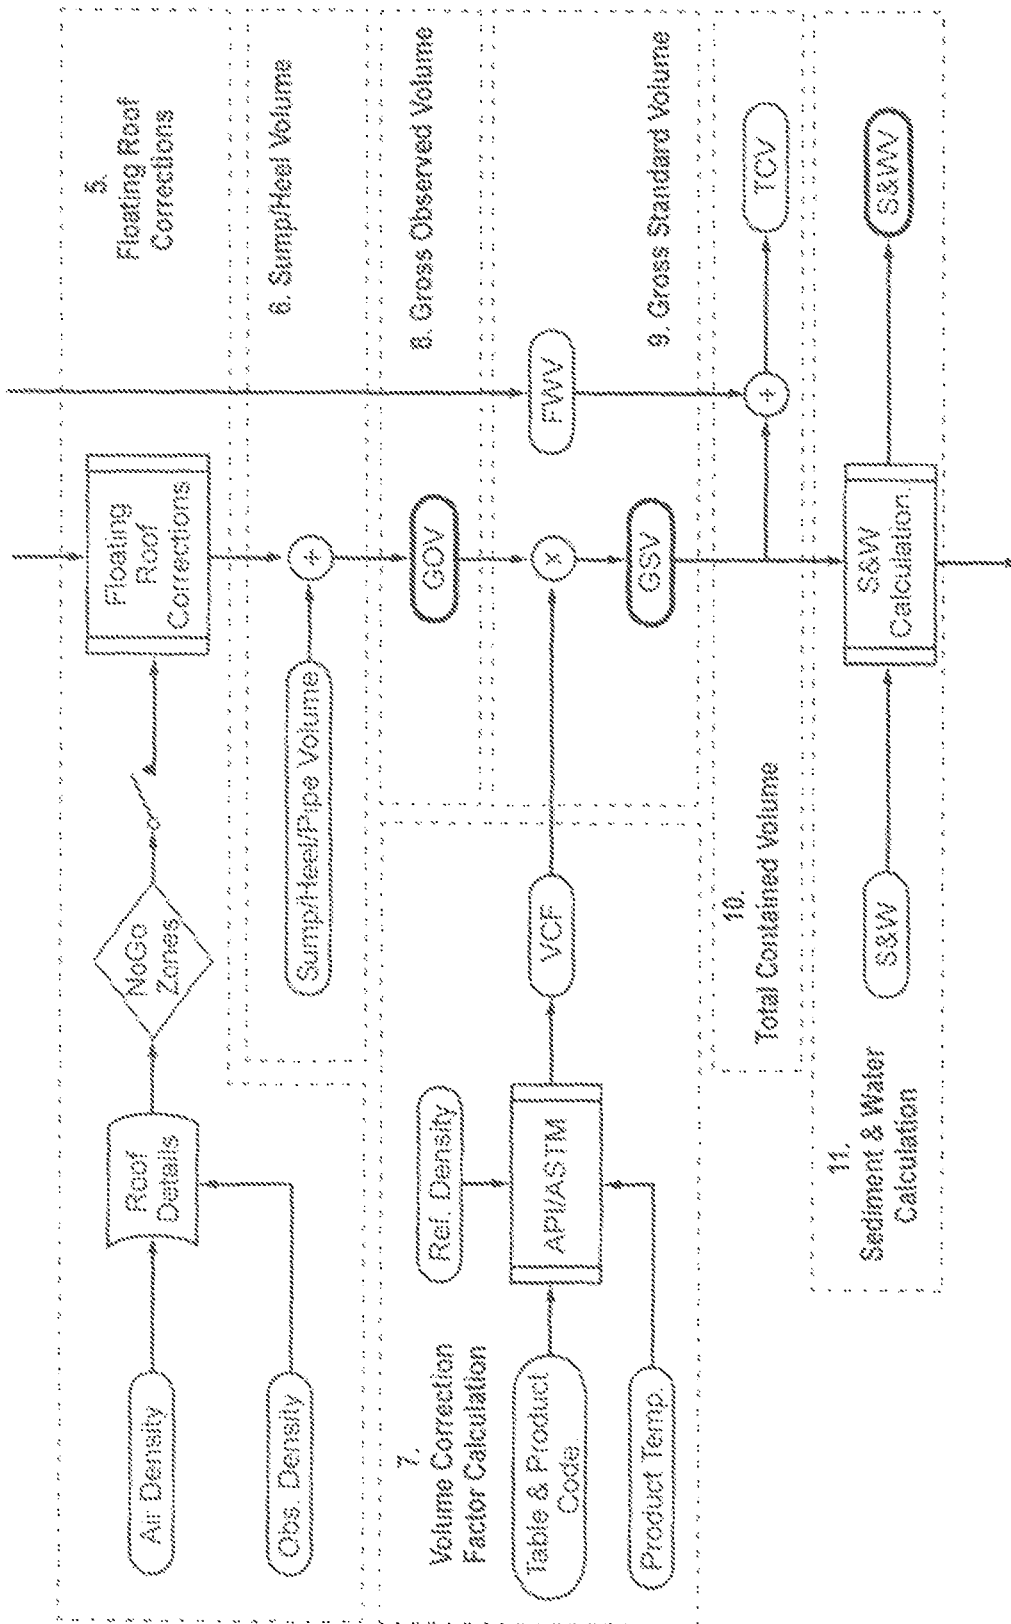 5.
Floating Roof
Corrections
Air Density
Obs. Density
Roof
Details
NoGo
Zones
Floating
Roof
Corrections
6. Sump/Heel Volume
Sump/Heel/Pipe Volume
+
8. Gross Observed Volume
GOV
7.
Volume Correction
Factor Calculation
Table & Product
Code
Product Temp.
Ref. Density
API/ASTM
VCF
x
FWV
GSV
9. Gross Standard Volume
10.
Total Contained Volume
+
TCV
11.
Sediment & Water
Calculation
S&W
S&W
Calculation.
S&WV